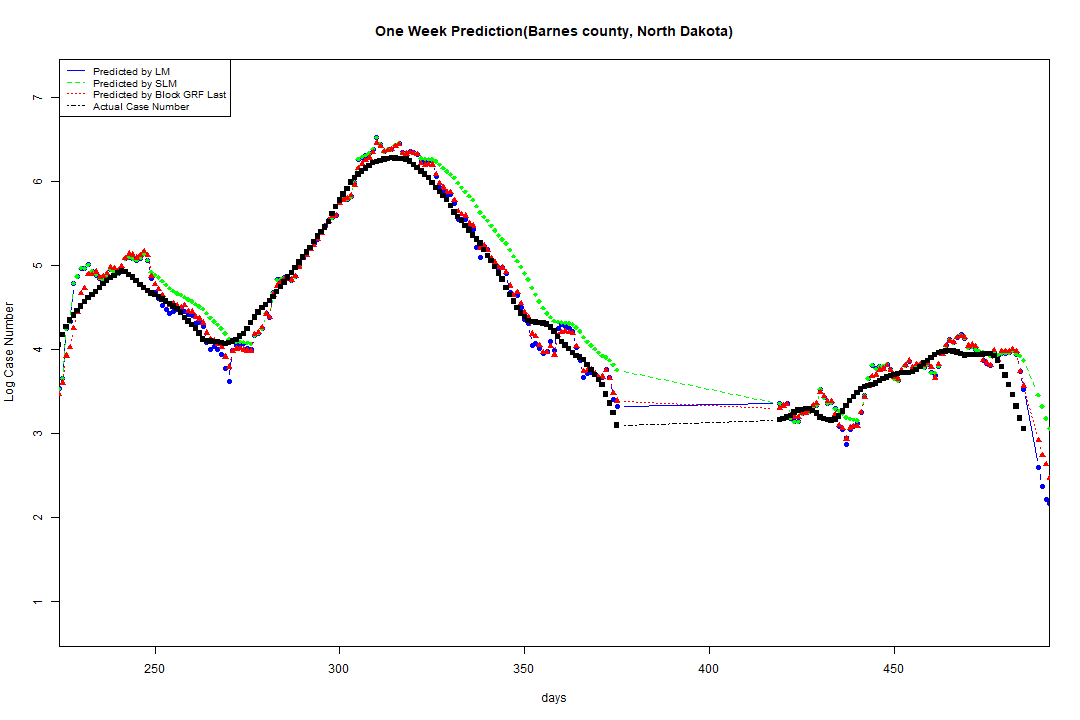 One Week Prediction(Barnes county, North Dakota)
Predicted by LM
Predicted by SLM
Predicted by Block GRF Last
Actual Case Number
Log Case Number
7
6
5
4
3
2
1
250
300
350
400
450
days